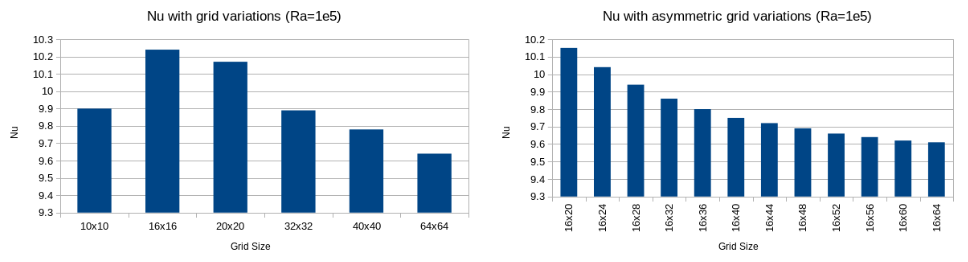 Nu with grid variations (Ra=1e5)
10.3
10.2
10.1
10
9.9
9.8
9.7
9.6
9.5
9.4
9.3
Nu
10x10 16x16 20x20 32x32 40x40 64x64
Grid Size
Nu with asymmetric grid variations (Ra=1e5)
10.2
10.1
10
9.9
9.8
9.7
9.6
9.5
9.4
9.3
Nu
16x20 16x24 16x28 16x32 16x36 16x40 16x44 16x48 16x52 16x56 16x60 16x64
Grid Size